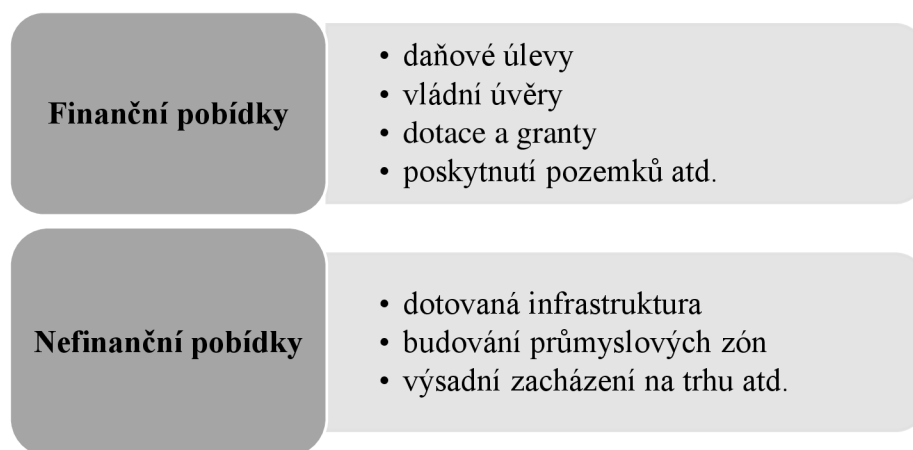 Finanční pobídky
• daňové úlevy
• vládní úvěry
• dotace a granty
• poskytnutí pozemků atd.
Nefinanční pobídky
• dotovaná infrastruktura
• budování průmyslových zón
• výsadní zacházení na trhu atd.